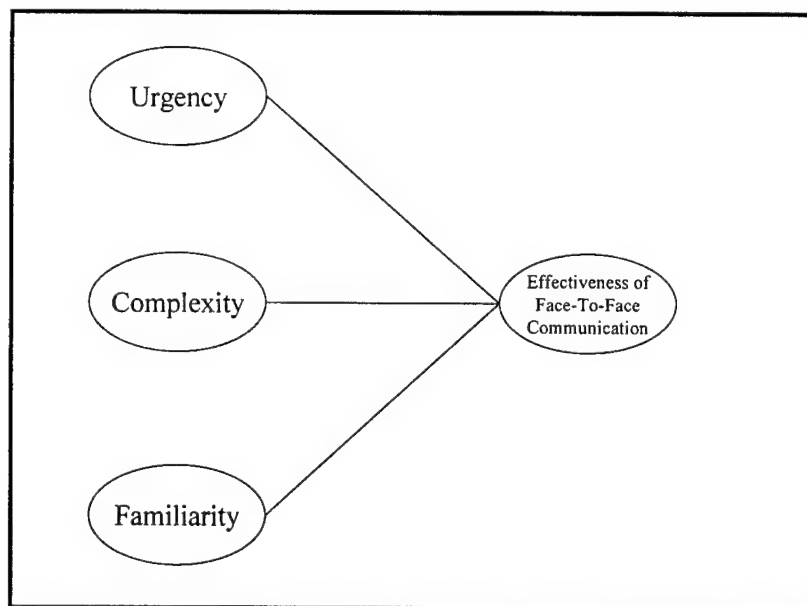 Urgency
Complexity
Effectiveness of
Face-To-Face
Communication
Familiarity